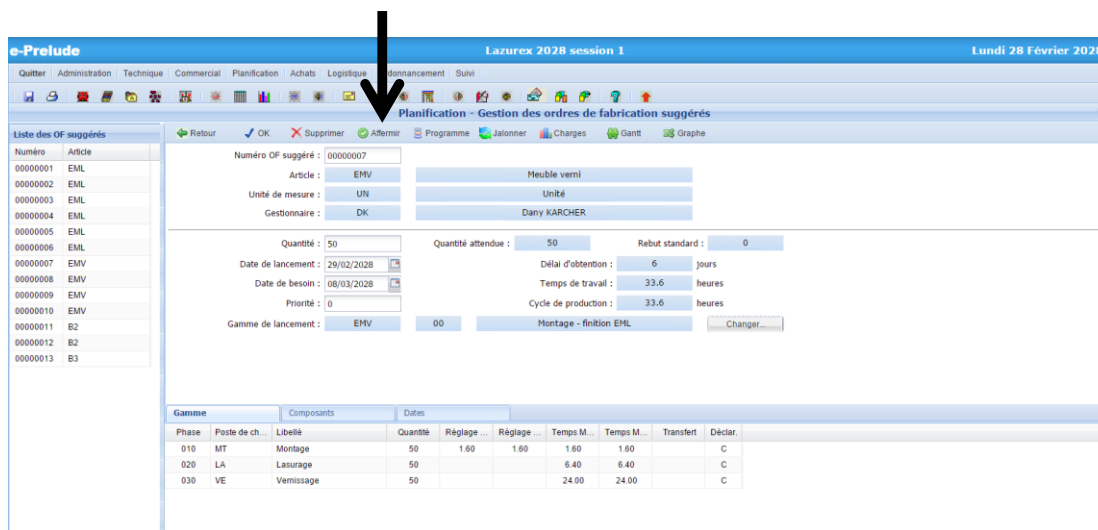 e-Prelude Lazurex 2028 session 1 Lundi 28 Février 2028
Quitter Administration Technique Commercial Planification Achats Logistique Suivi
Planification - Gestion des ordres de fabrication suggérés
Liste des OF suggérés
Retour OK Supprimer Affermir Programme Jalonner Charges Gantt Graphe
Numéro Article
00000001 EML
00000002 EML
00000003 EML
00000004 EML
00000005 EML
00000006 EML
00000007 EMV
00000008 EMV
00000009 EMV
00000010 EMV
00000011 B2
00000012 B2
00000013 B3
Numéro OF suggéré : 00000007
Article : EMV Meuble verni
Unité de mesure : UN Unité
Gestionnaire : DK Dany KARCHER
Quantité : 50 Quantité attendue : 50 Rebut standard : 0
Date de lancement : 29/02/2028 Délai d'obtention : 6 jours
Date de besoin : 08/03/2028 Temps de travail : 33.6 heures
Priorité : 0 Cycle de production : 33.6 heures
Gamme de lancement : EMV 00 Montage - finition EML Changer...
Gamme Composants Dates
Phase Poste de ch... Libellé Quantité Réglage ... Réglage ... Temps M... Temps M... Transfert Déclar.
010 MT Montage 50 1.60 1.60 1.60 1.60 C
020 LA Lasurage 50 6.40 6.40 C
030 VE Vernissage 50 24.00 24.00 C